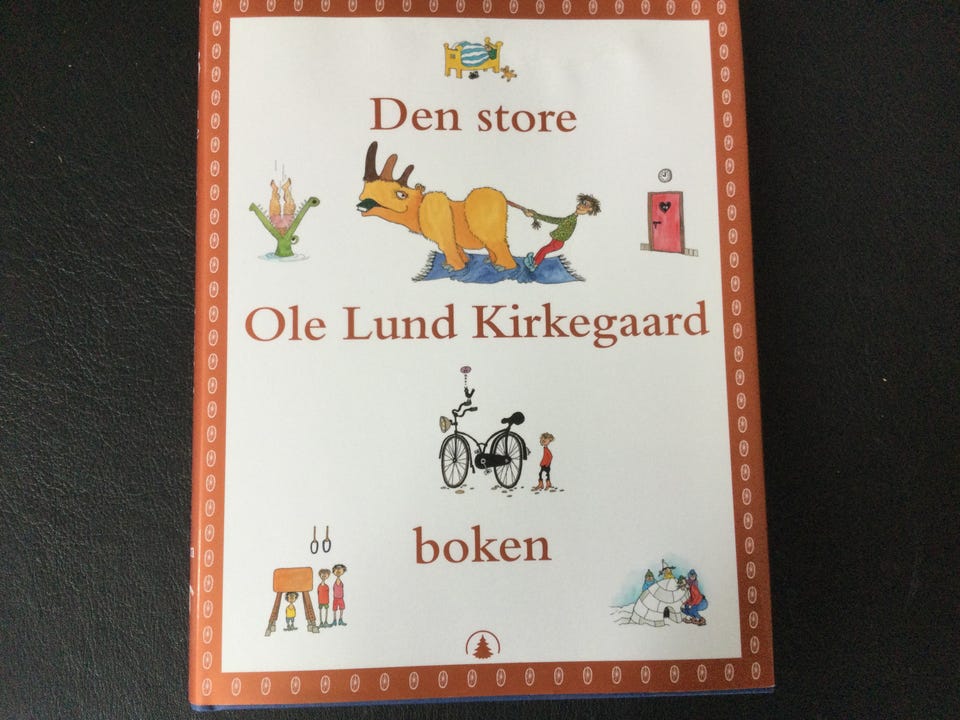 Den store
Ole Lund Kirkegaard
boken